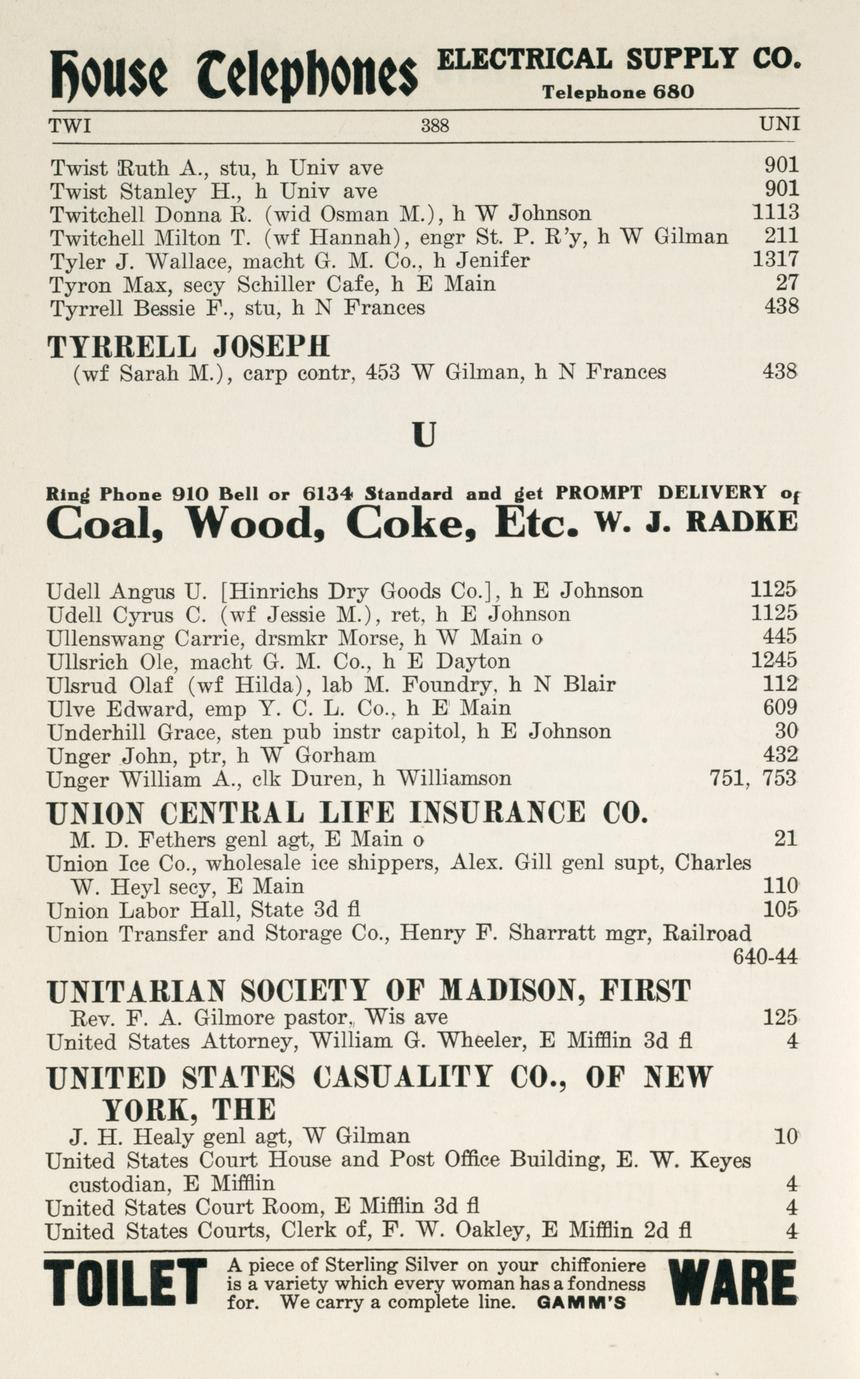 House Telephones ELECTRICAL SUPPLY CO.
Telephone 680
TWI 388 UNI
Twist Ruth A., stu, h Univ ave 901
Twist Stanley H., h Univ ave 901
Twitchell Donna R. (wid Osman M.), h W Johnson 1113
Twitchell Milton T. (wf Hannah), engr St. P. R'y, h W Gilman 211
Tyler J. Wallace, macht G. M. Co., h Jenifer 1317
Tyron Max, secy Schiller Cafe, h E Main 27
Tyrrell Bessie F., stu, h N Frances 438
TYRRELL JOSEPH
(wf Sarah M.), carp contr, 453 W Gilman, h N Frances 438
U
Ring Phone 910 Bell or 6134 Standard and get PROMPT DELIVERY of
Coal, Wood, Coke, Etc. W. J. RADKE
Udell Angus U. [Hinrichs Dry Goods Co.], h E Johnson 1125
Udell Cyrus C. (wf Jessie M.), ret, h E Johnson 1125
Ullenswang Carrie, drsmkr Morse, h W Main o 445
Ullsrich Ole, macht G. M. Co., h E Dayton 1245
Ulsrud Olaf (wf Hilda), lab M. Foundry, h N Blair 112
Ulve Edward, emp Y. C. L. Co., h E Main 609
Underhill Grace, sten pub instr capitol, h E Johnson 30
Unger John, ptr, h W Gorham 432
Unger William A., clk Duren, h Williamson 751, 753
UNION CENTRAL LIFE INSURANCE CO.
M. D. Fethers genl agt, E Main o 21
Union Ice Co., wholesale ice shippers, Alex. Gill genl supt, Charles
W. Heyl secy, E Main 110
Union Labor Hall, State 3d fl 105
Union Transfer and Storage Co., Henry F. Sharratt mgr, Railroad
640-44
UNITARIAN SOCIETY OF MADISON, FIRST
Rev. F. A. Gilmore pastor, Wis ave 125
United States Attorney, William G. Wheeler, E Mifflin 3d fl 4
UNITED STATES CASUALITY CO., OF NEW
YORK, THE
J. H. Healy genl agt, W Gilman 10
United States Court House and Post Office Building, E. W. Keyes
custodian, E Mifflin 4
United States Court Room, E Mifflin 3d fl 4
United States Courts, Clerk of, F. W. Oakley, E Mifflin 2d fl 4
TOILET
A piece of Sterling Silver on your chiffoniere
is a variety which every woman has a fondness
for. We carry a complete line. GAMM'S
WARE